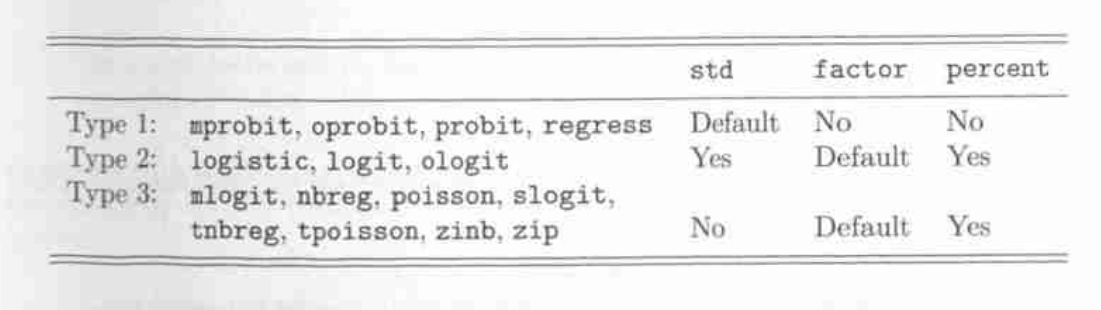 std factor percent
Type 1: mprobit, oprobit, probit, regress Default No No
Type 2: logistic, logit, ologit Yes Default Yes
Type 3: mlogit, nbreg, poisson, slogit,
tnbreg, tpoisson, zinb, zip No Default Yes